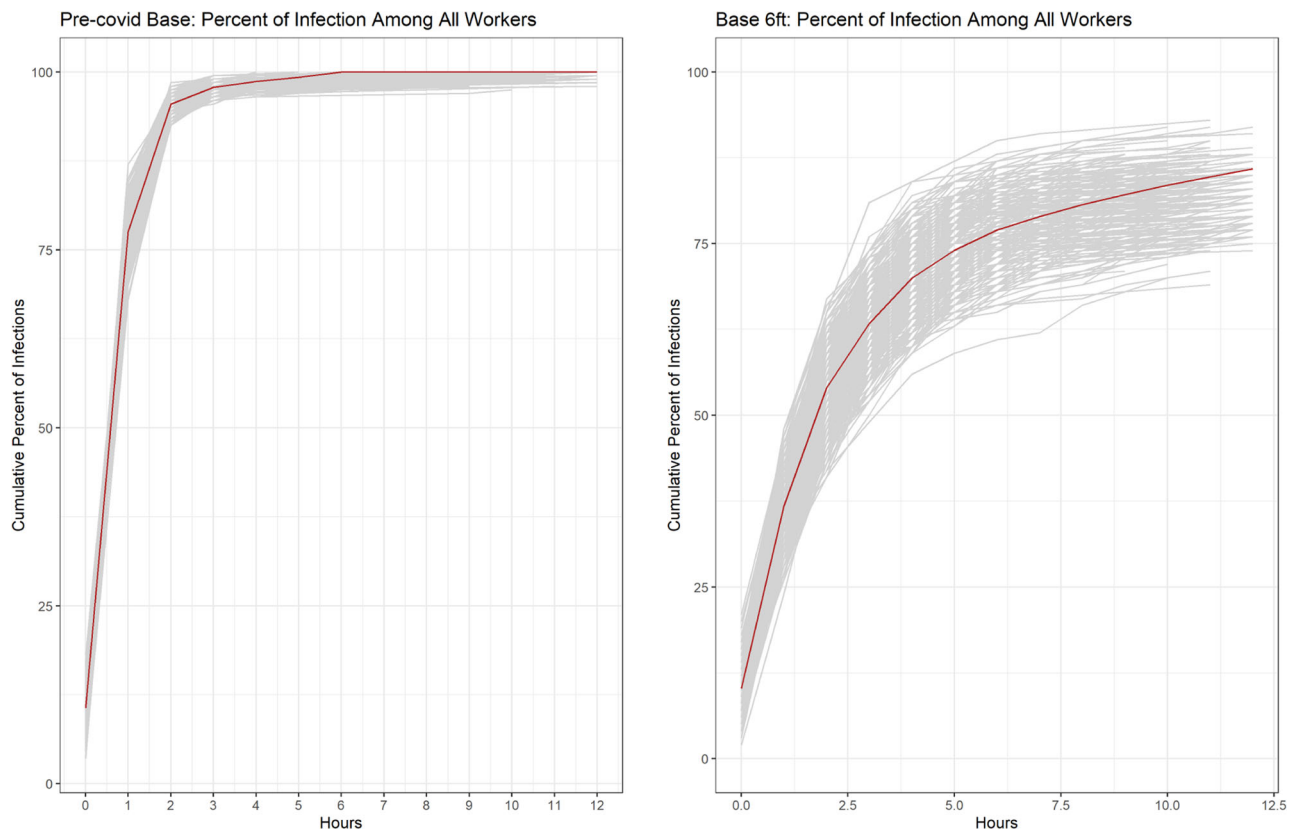 Pre-covid Base: Percent of Infection Among All Workers
100
75
50
25
0
Cumulative Percent of Infections
0 1 2 3 4 5 6 7 8 9 10 11 12
Hours
Base 6ft: Percent of Infection Among All Workers
100
75
50
25
0
Cumulative Percent of Infections
0.0 2.5 5.0 7.5 10.0 12.5
Hours